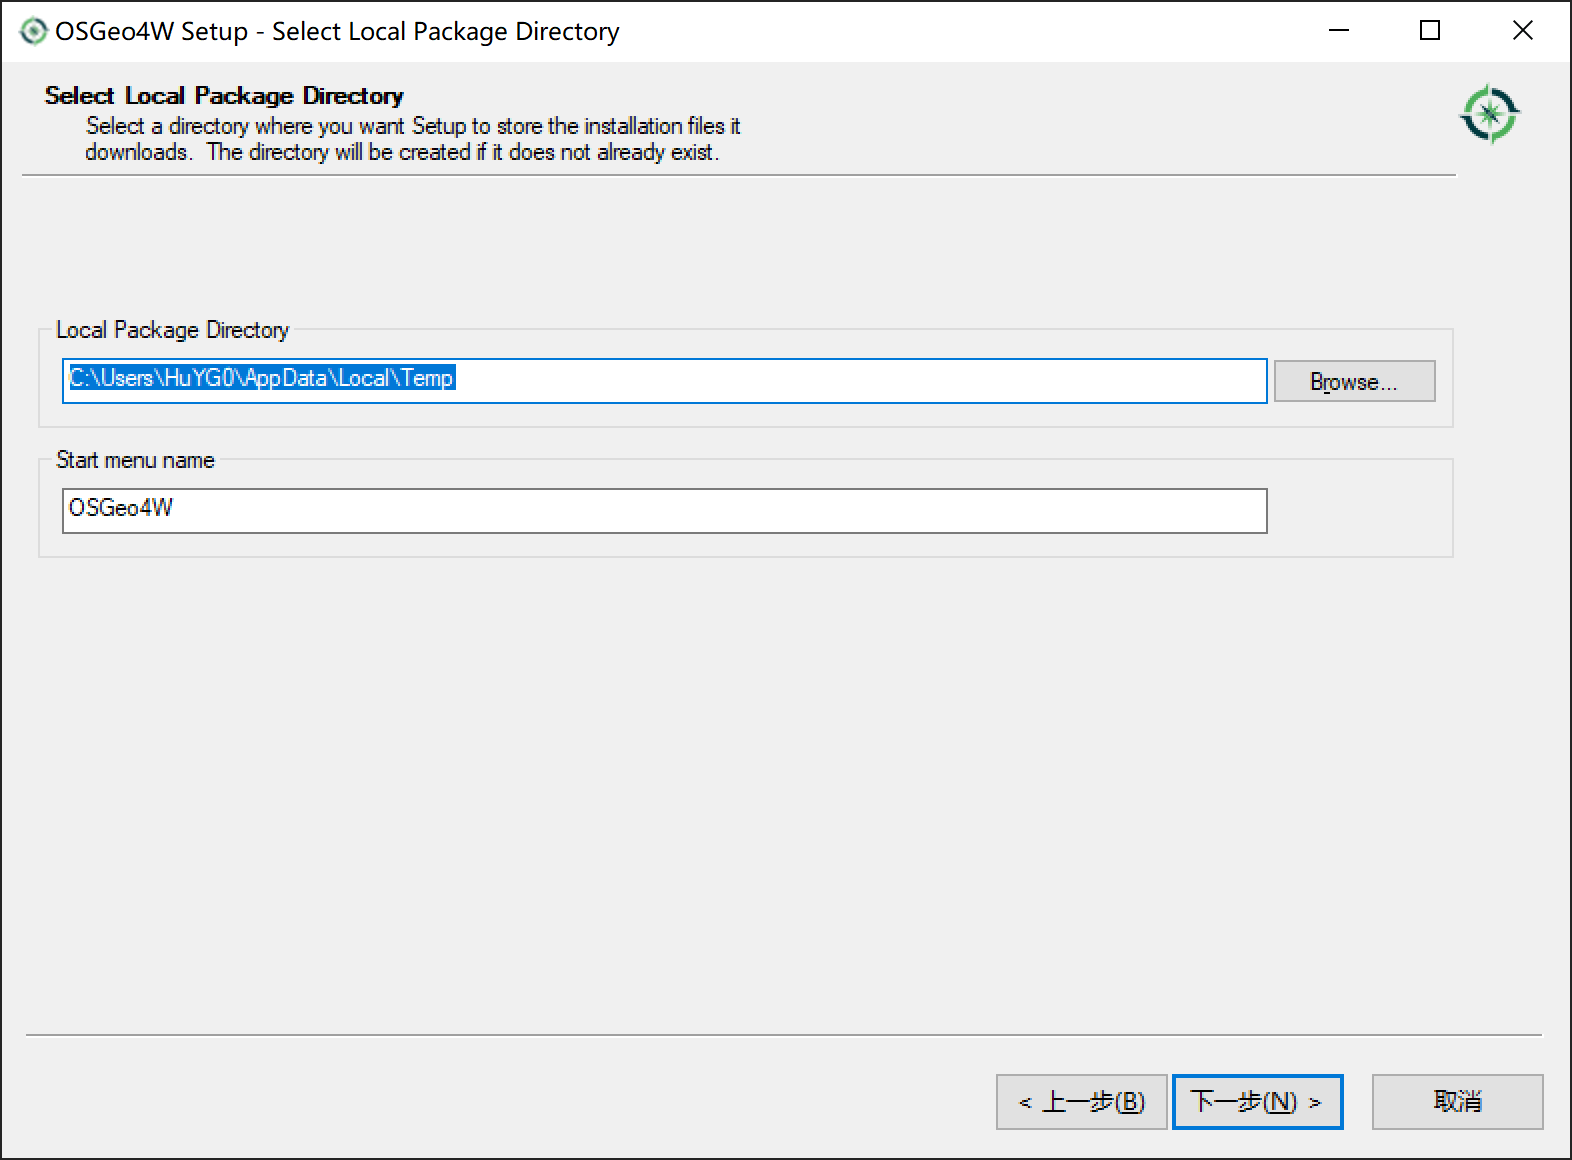 OSGeo4W Setup - Select Local Package Directory
Select Local Package Directory
Select a directory where you want Setup to store the installation files it
downloads.  The directory will be created if it does not already exist.
Local Package Directory
C:\Users\HuYG0\AppData\Local\Temp
Browse...
Start menu name
OSGeo4W
< 上一步(B)
下一步(N) >
取消